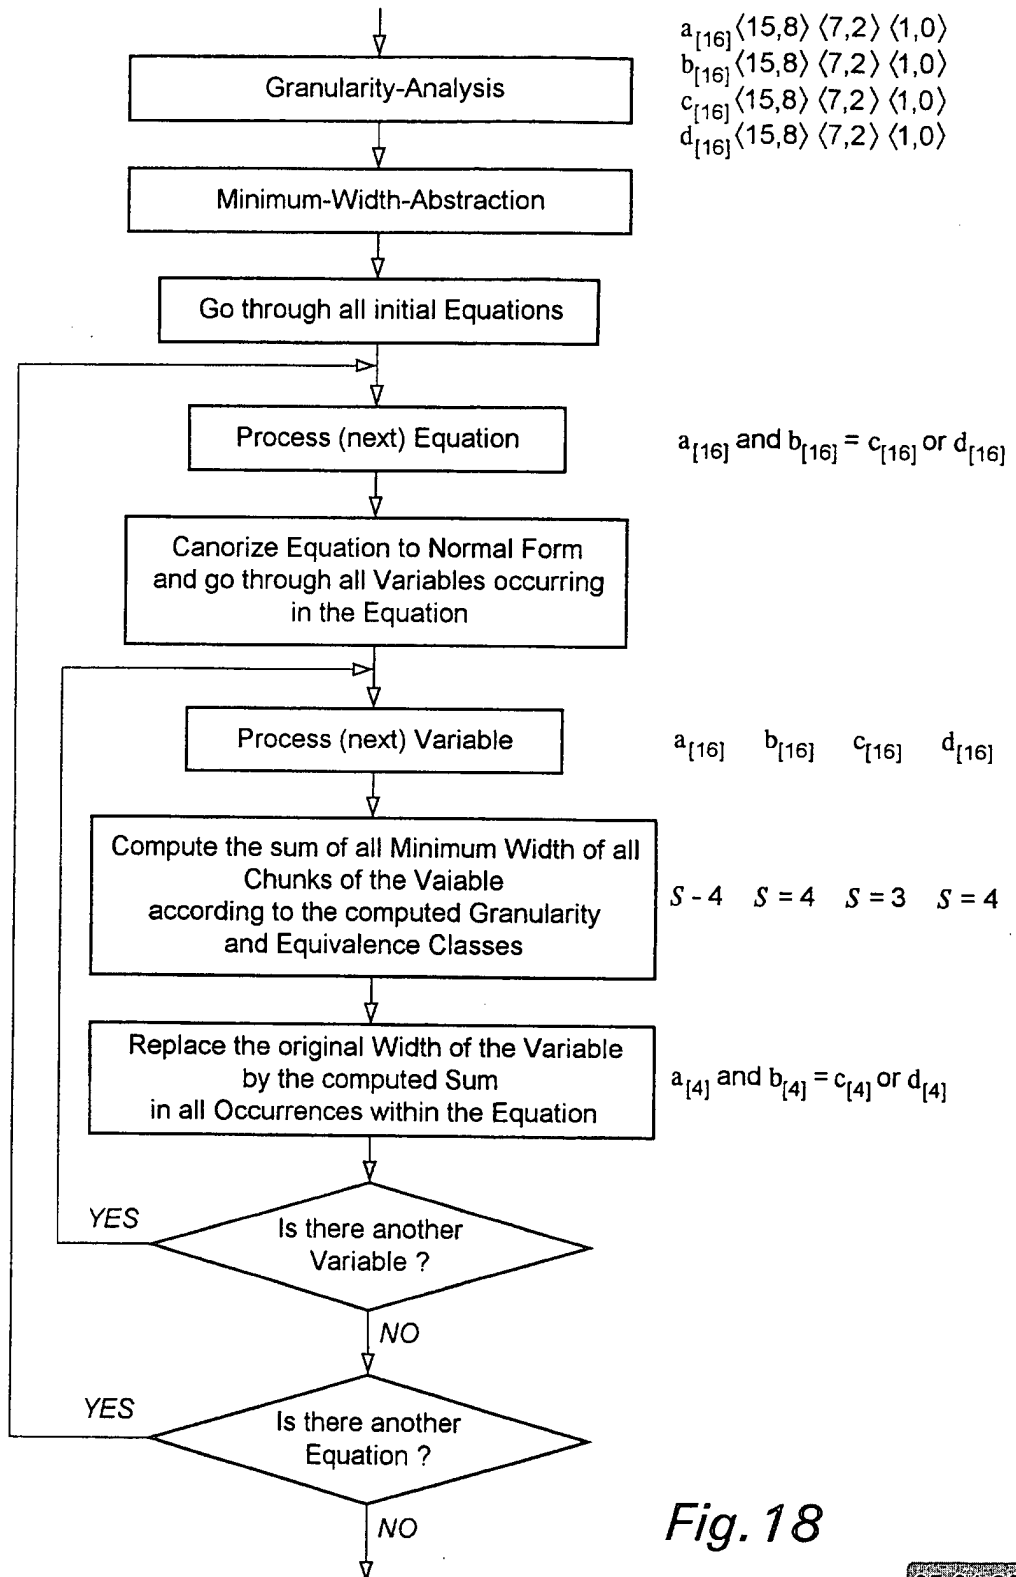 a[16]⟨15,8⟩ ⟨7,2⟩ ⟨1,0⟩
b[16]⟨15,8⟩ ⟨7,2⟩ ⟨1,0⟩
c[16]⟨15,8⟩ ⟨7,2⟩ ⟨1,0⟩
d[16]⟨15,8⟩ ⟨7,2⟩ ⟨1,0⟩
Granularity-Analysis
Minimum-Width-Abstraction
Go through all initial Equations
Process (next) Equation
a[16] and b[16] = c[16] or d[16]
Canorize Equation to Normal Form
and go through all Variables occurring
in the Equation
Process (next) Variable
a[16] b[16] c[16] d[16]
Compute the sum of all Minimum Width of all
Chunks of the Vaiable
according to the computed Granularity
and Equivalence Classes
S - 4 S = 4 S = 3 S = 4
Replace the original Width of the Variable
by the computed Sum
in all Occurrences within the Equation
a[4] and b[4] = c[4] or d[4]
YES
Is there another
Variable ?
NO
YES
Is there another
Equation ?
NO
Fig. 18